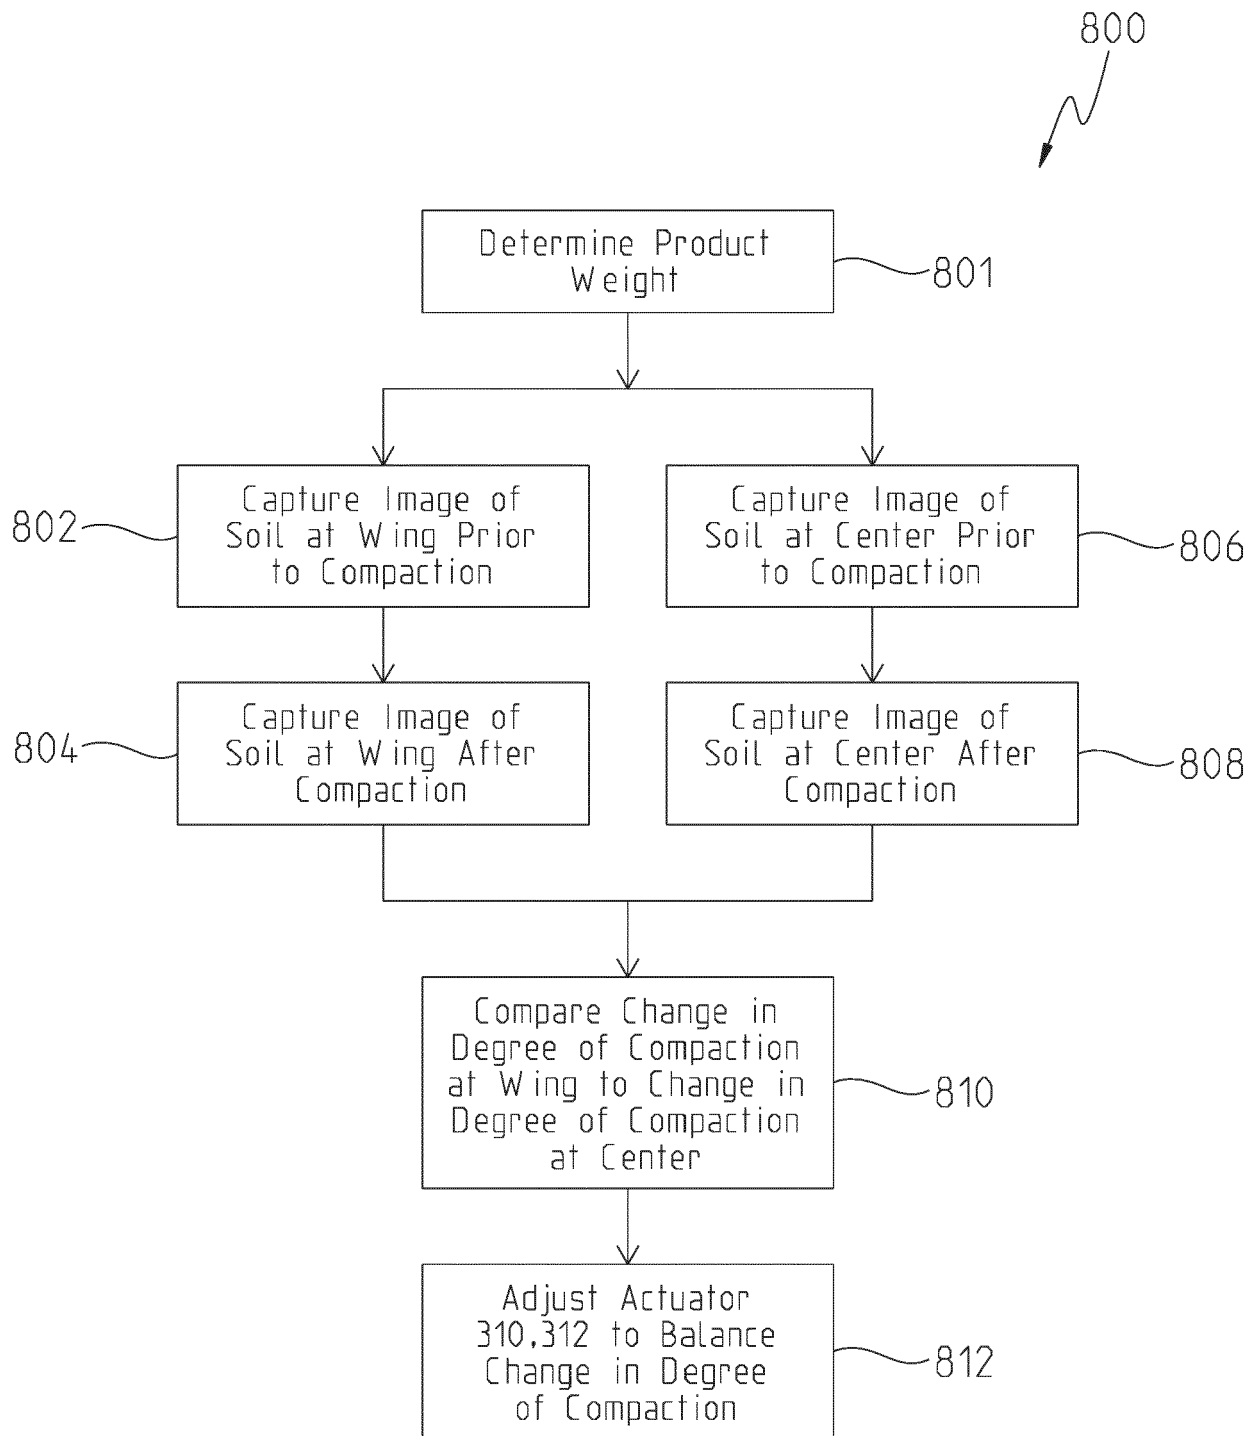 800
Determine Product
Weight
801
Capture Image of
Soil at Wing Prior
to Compaction
802
Capture Image of
Soil at Center Prior
to Compaction
806
Capture Image of
Soil at Wing After
Compaction
804
Capture Image of
Soil at Center After
Compaction
808
Compare Change in
Degree of Compaction
at Wing to Change in
Degree of Compaction
at Center
810
Adjust Actuator
310,312 to Balance
Change in Degree
of Compaction
812